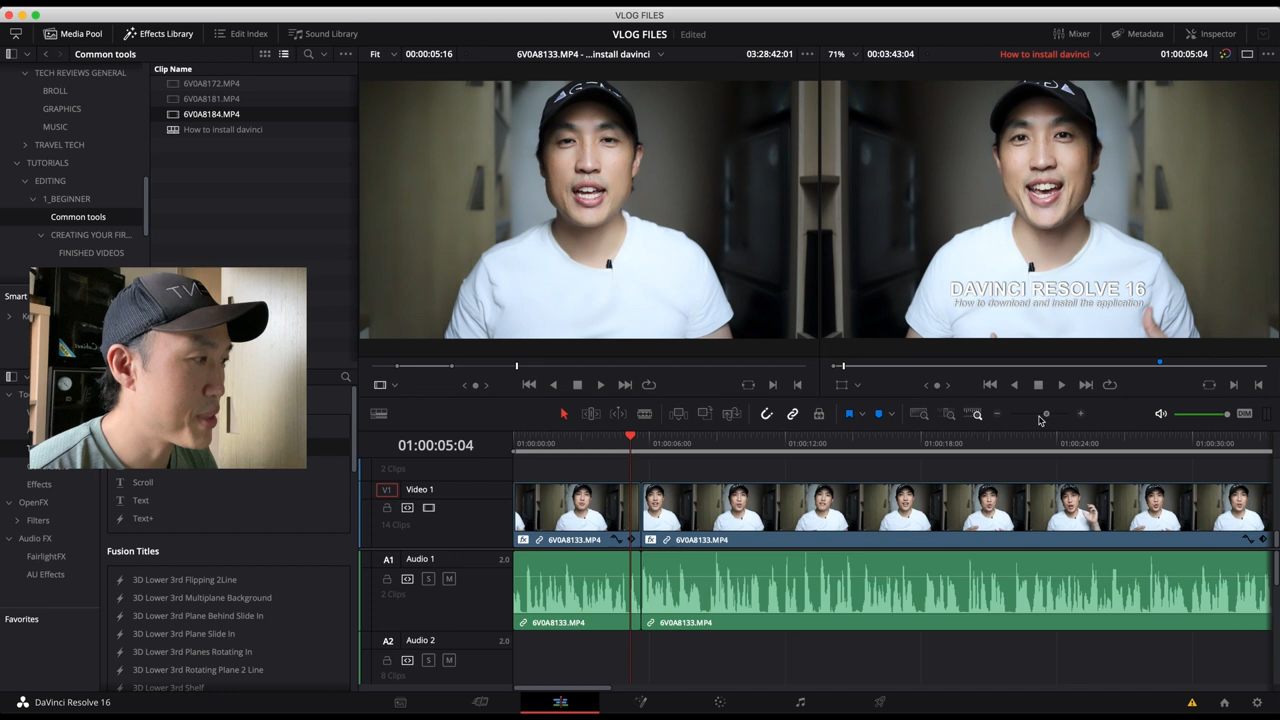 VLOG FILES
Media Pool
Effects Library
Edit Index
Sound Library
VLOG FILES
Edited
Mixer
Metadata
Inspector
Common tools
Fit
00:00:05:16
6V0A8133.MP4 - ...install davinci
03:28:42:01
71%
00:03:43:04
How to install davinci
01:00:05:04
TECH REVIEWS GENERAL
BROLL
GRAPHICS
MUSIC
TRAVEL TECH
TUTORIALS
EDITING
1_BEGINNER
Common tools
CREATING YOUR FIR...
FINISHED VIDEOS
Smart
Clip Name
6V0A8172.MP4
6V0A8181.MP4
6V0A8184.MP4
How to install davinci
DAVINCI RESOLVE 16
How to download and install the application
DIM
01:00:05:04
01:00:00:00
01:00:06:00
01:00:12:00
01:00:18:00
01:00:24:00
01:00:30:00
2 Clips
V1
Video 1
14 Clips
6V0A8133.MP4
6V0A8133.MP4
A1
Audio 1
2.0
S
M
2 Clips
6V0A8133.MP4
6V0A8133.MP4
A2
Audio 2
2.0
S
M
8 Clips
Effects
OpenFX
Filters
Audio FX
FairlightFX
AU Effects
Favorites
Scroll
Text
Text+
Fusion Titles
3D Lower 3rd Flipping 2Line
3D Lower 3rd Multiplane Background
3D Lower 3rd Plane Behind Slide In
3D Lower 3rd Plane Slide In
3D Lower 3rd Planes Rotating In
3D Lower 3rd Rotating Plane 2 Line
3D Lower 3rd Shelf
DaVinci Resolve 16